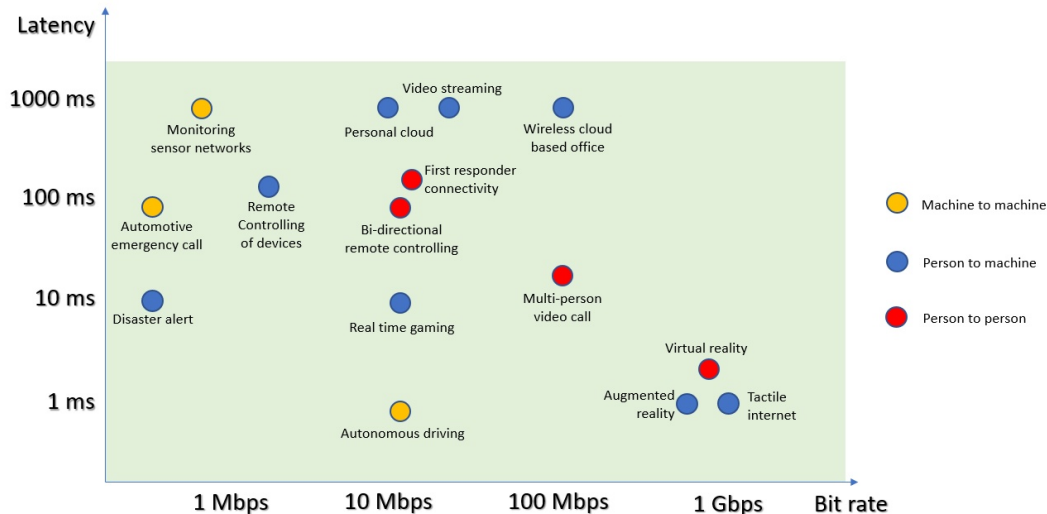 Latency
1000 ms
100 ms
10 ms
1 ms
Video streaming
Personal cloud
Monitoring
sensor networks
Wireless cloud
based office
First responder
connectivity
Remote
Controlling
of devices
Automotive
emergency call
Bi-directional
remote controlling
Disaster alert
Real time gaming
Multi-person
video call
Virtual reality
Augmented
reality
Tactile
internet
Autonomous driving
Machine to machine
Person to machine
Person to person
1 Mbps
10 Mbps
100 Mbps
1 Gbps
Bit rate